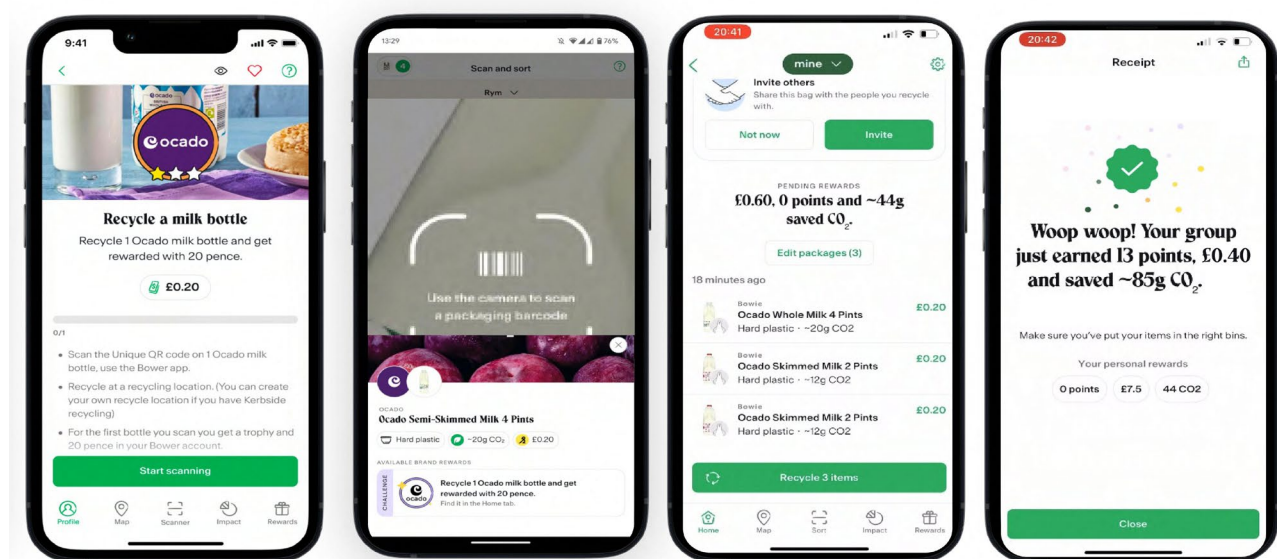 9:41
ocado
ocado
Recycle a milk bottle
Recycle 1 Ocado milk bottle and get
rewarded with 20 pence.
£0.20
0/1
• Scan the Unique QR code on 1 Ocado milk
bottle, use the Bower app.
• Recycle at a recycling location. (You can create
your own recycle location if you have Kerbside
recycling)
• For the first bottle you scan you get a trophy and
20 pence in your Bower account.
Start scanning
Profile Map Scanner Impact Rewards
13:29 76%
4 Scan and sort
Rym
Use the camera to scan
a packaging barcode
OCADO
Ocado Semi-Skimmed Milk 4 Pints
Hard plastic ~20g CO₂ £0.20
AVAILABLE BRAND REWARDS
CHALLENGE
ocado
Recycle 1 Ocado milk bottle and get
rewarded with 20 pence.
Find it in the Home tab.
20:41
mine
Invite others
Share this bag with the people you recycle
with.
Not now Invite
PENDING REWARDS
£0.60, 0 points and ~44g
saved CO₂.
Edit packages (3)
18 minutes ago
Bowie
Ocado Whole Milk 4 Pints £0.20
Hard plastic · ~20g CO2
Bowie
Ocado Skimmed Milk 2 Pints £0.20
Hard plastic · ~12g CO2
Bowie
Ocado Skimmed Milk 2 Pints £0.20
Hard plastic · ~12g CO2
Recycle 3 items
Home Map Sort Impact Rewards
20:42
Receipt
Woop woop! Your group
just earned 13 points, £0.40
and saved ~85g CO₂.
Make sure you've put your items in the right bins.
Your personal rewards
0 points £7.5 44 CO2
Close